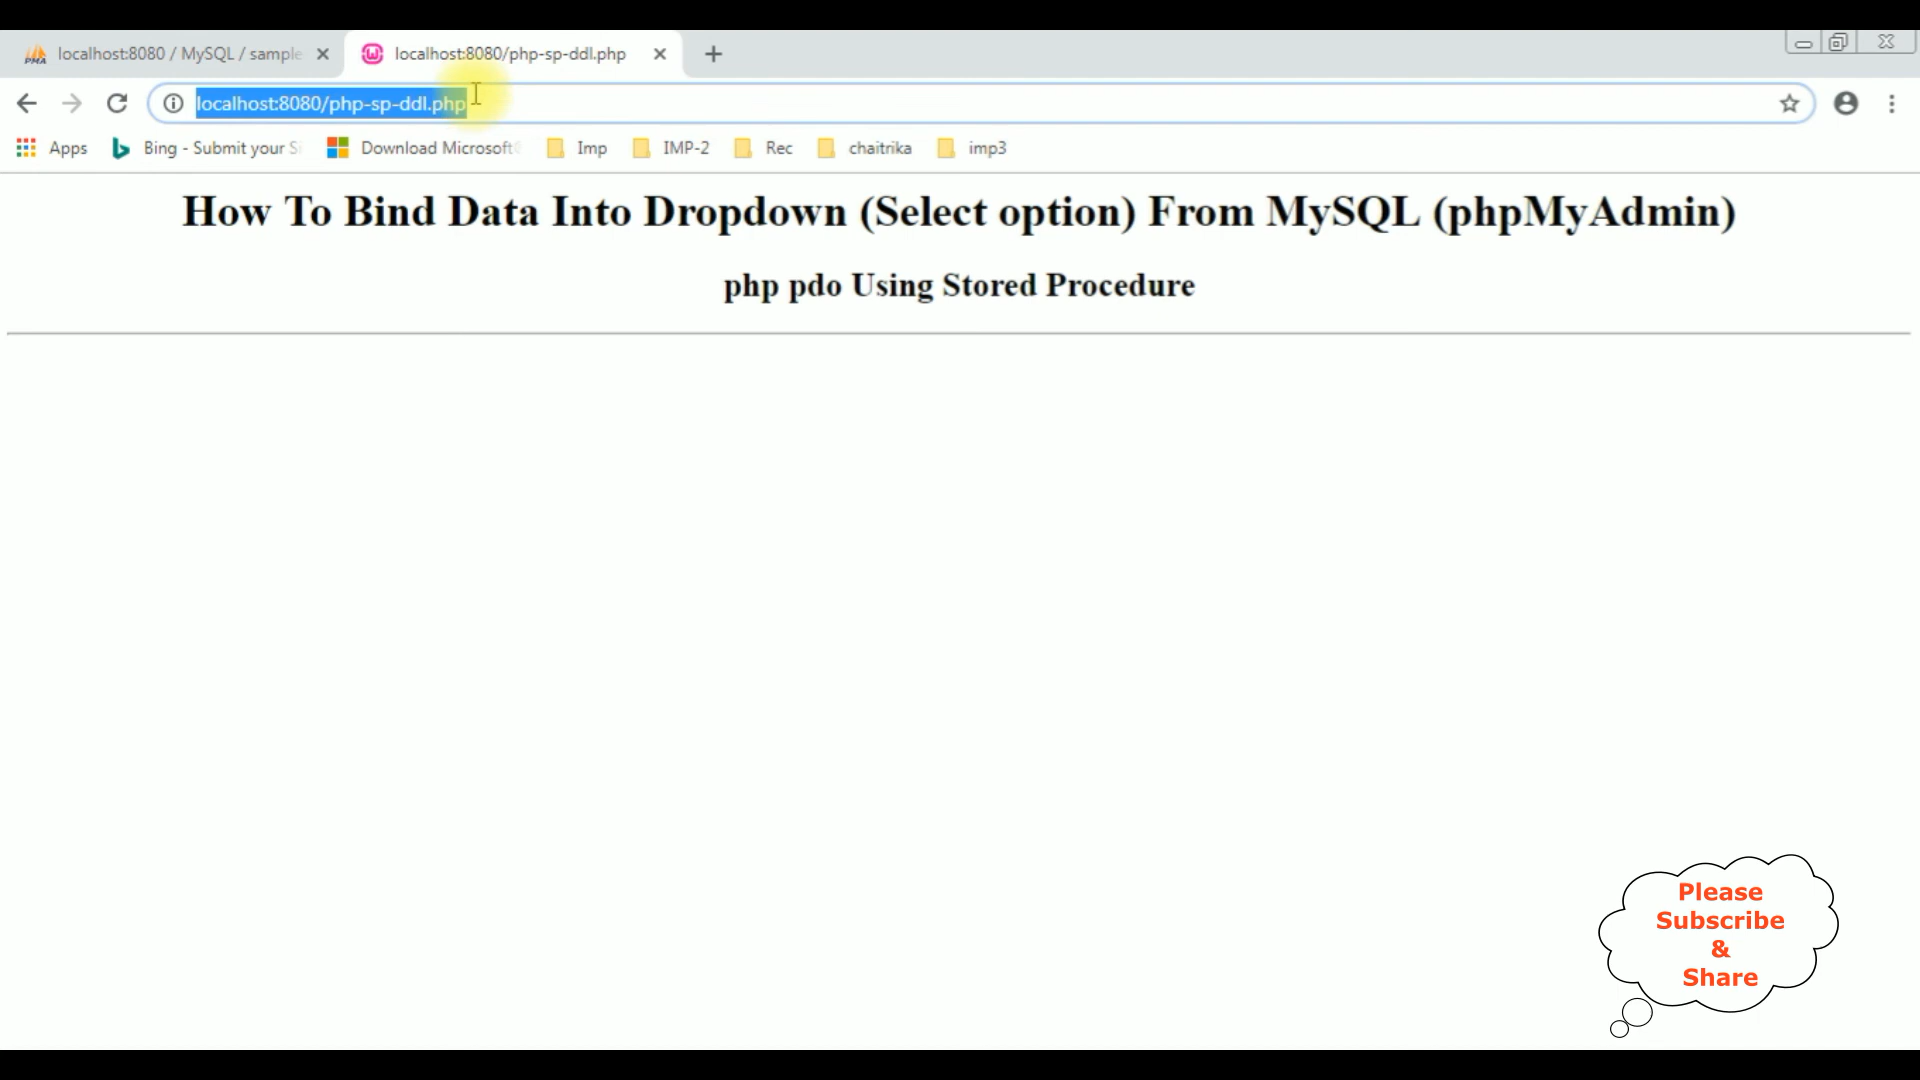 localhost:8080 / MySQL / sample
localhost:8080/php-sp-ddl.php
localhost:8080/php-sp-ddl.php
Apps
Bing - Submit your Si
Download Microsoft
Imp
IMP-2
Rec
chaitrika
imp3
How To Bind Data Into Dropdown (Select option) From MySQL (phpMyAdmin)
php pdo Using Stored Procedure
Please
Subscribe
&
Share